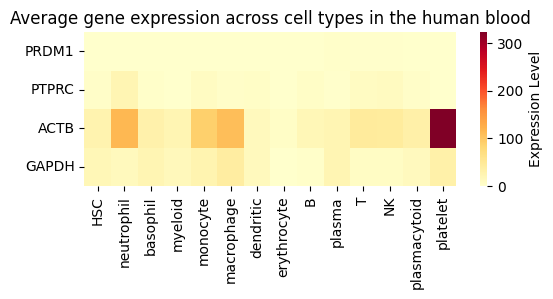 Average gene expression across cell types in the human blood
PRDM1
PTPRC
ACTB
GAPDH
HSC
neutrophil
basophil
myeloid
monocyte
macrophage
dendritic
erythrocyte
B
plasma
T
NK
plasmacytoid
platelet
300
200
100
0
Expression Level